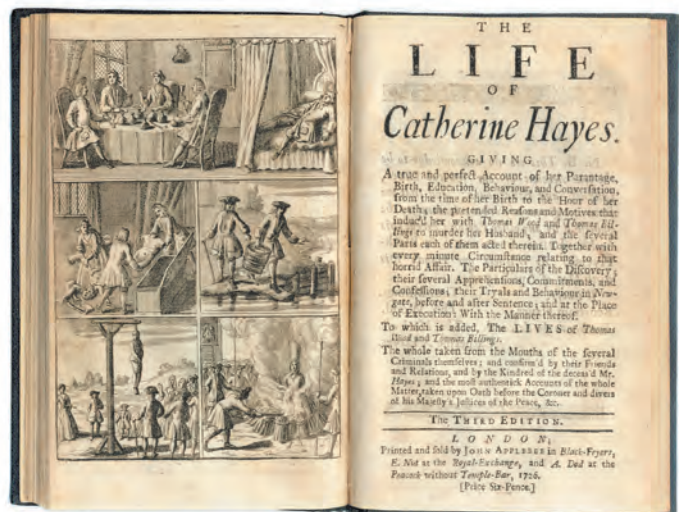 THE
LIFE
OF
Catherine Hayes.
GIVING
A true and perfect Account of her Parantage,
Birth, Education, Behaviour, and Conversation,
from the time of her Birth to the Hour of her
Death; the pretended Reasons and Motives that
induc'd her with Thomas Wood and Thomas Bil-
lings to murder her Husband; and the several
Parts each of them acted therein. Together with
every minute Circumstance relating to that
horrid Affair. The Particulars of the Discovery;
their several Apprehensions, Commitments, and
Confessions; their Tryals and Behaviour in New-
gate, before and after Sentence; and at the Place
of Execution: With the Manner thereof.
To which is added, The LIVES of Thomas
Wood and Thomas Billings.
The whole taken from the Mouths of the several
Criminals themselves; and confirm'd by their Friends
and Relations, and by the Kindred of the deceas'd Mr.
Hayes; and the most authentick Accounts of the whole
Matter, taken upon Oath before the Coroner and divers
of his Majesty's Justices of the Peace, &c.
The THIRD EDITION.
LONDON,
Printed and Sold by JOHN APPLEBEE in Black-Fryers,
E. Nut at the Royal-Exchange, and A. Dod at the
Peacock without Temple-Bar, 1726.
[Price Six-Pence.]